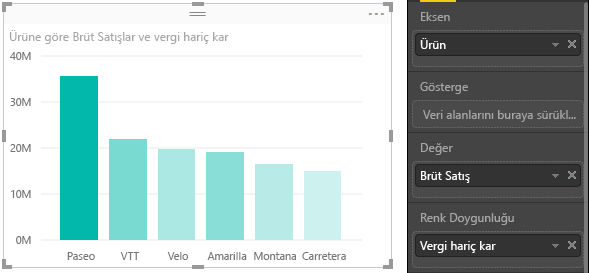 Ürüne göre Brüt Satışlar ve vergi hariç kar
40M
30M
20M
10M
0M
Paseo VTT Velo Amarilla Montana Carretera
Eksen
Ürün
Gösterge
Veri alanlarını buraya sürükl...
Değer
Brüt Satış
Renk Doygunluğu
Vergi hariç kar